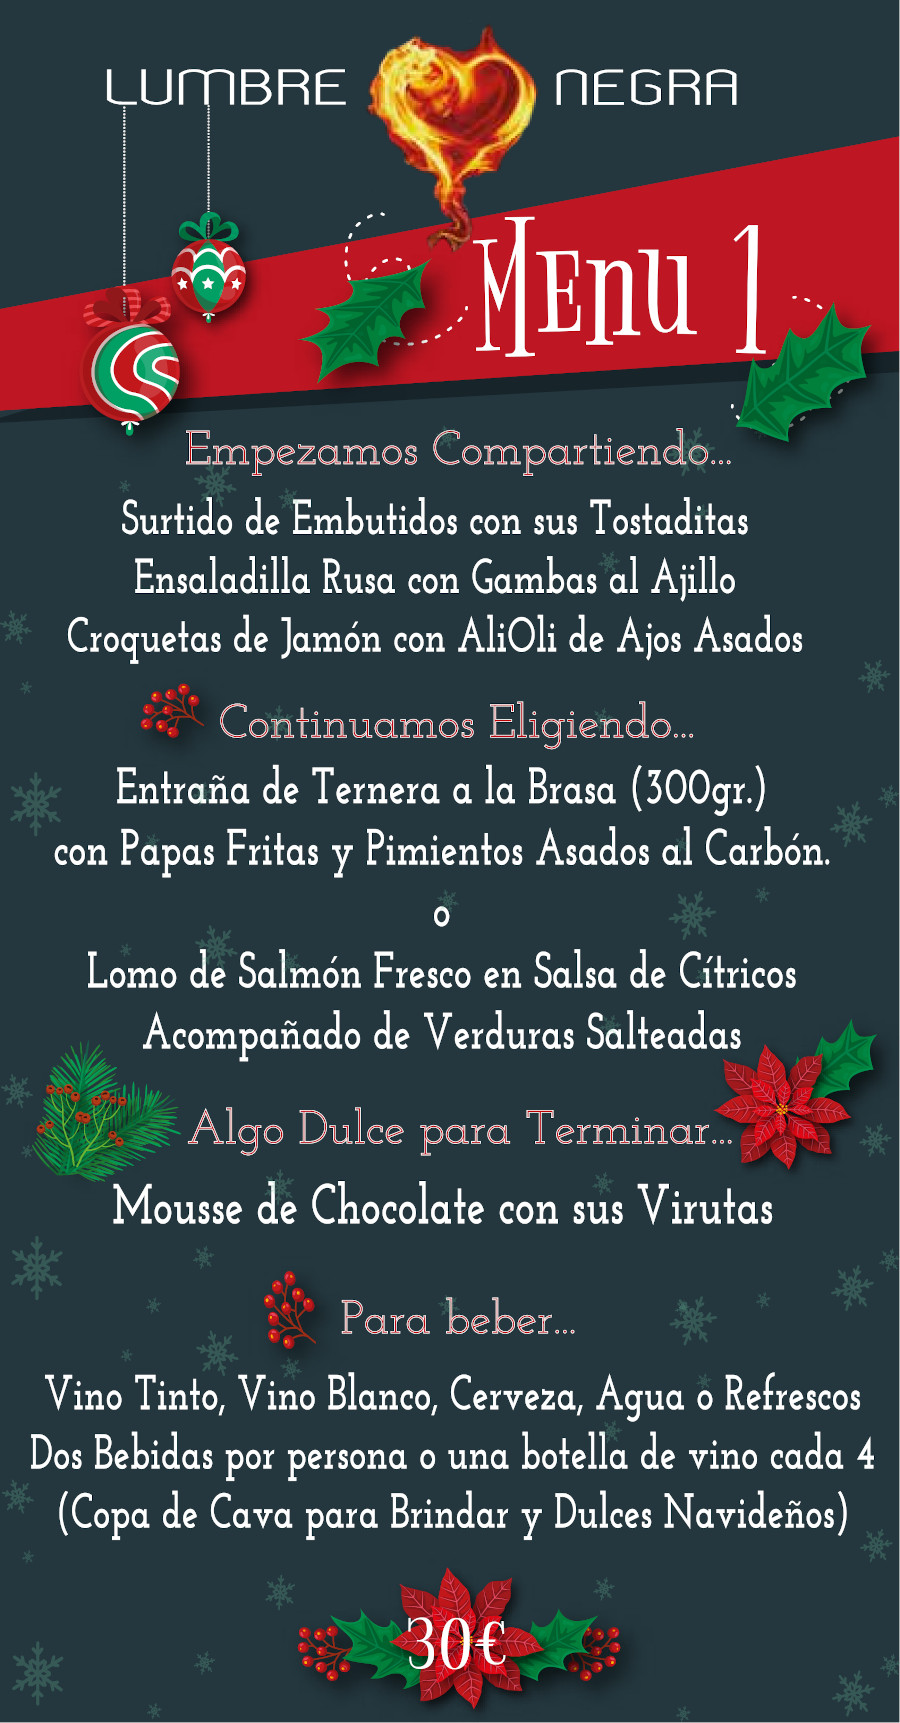 LUMBRE NEGRA
Menu 1
Empezamos Compartiendo...
Surtido de Embutidos con sus Tostaditas
Ensaladilla Rusa con Gambas al Ajillo
Croquetas de Jamón con AliOli de Ajos Asados
Continuamos Eligiendo...
Entraña de Ternera a la Brasa (300gr.)
con Papas Fritas y Pimientos Asados al Carbón.
o
Lomo de Salmón Fresco en Salsa de Cítricos
Acompañado de Verduras Salteadas
Algo Dulce para Terminar...
Mousse de Chocolate con sus Virutas
Para beber...
Vino Tinto, Vino Blanco, Cerveza, Agua o Refrescos
Dos Bebidas por persona o una botella de vino cada 4
(Copa de Cava para Brindar y Dulces Navideños)
30€